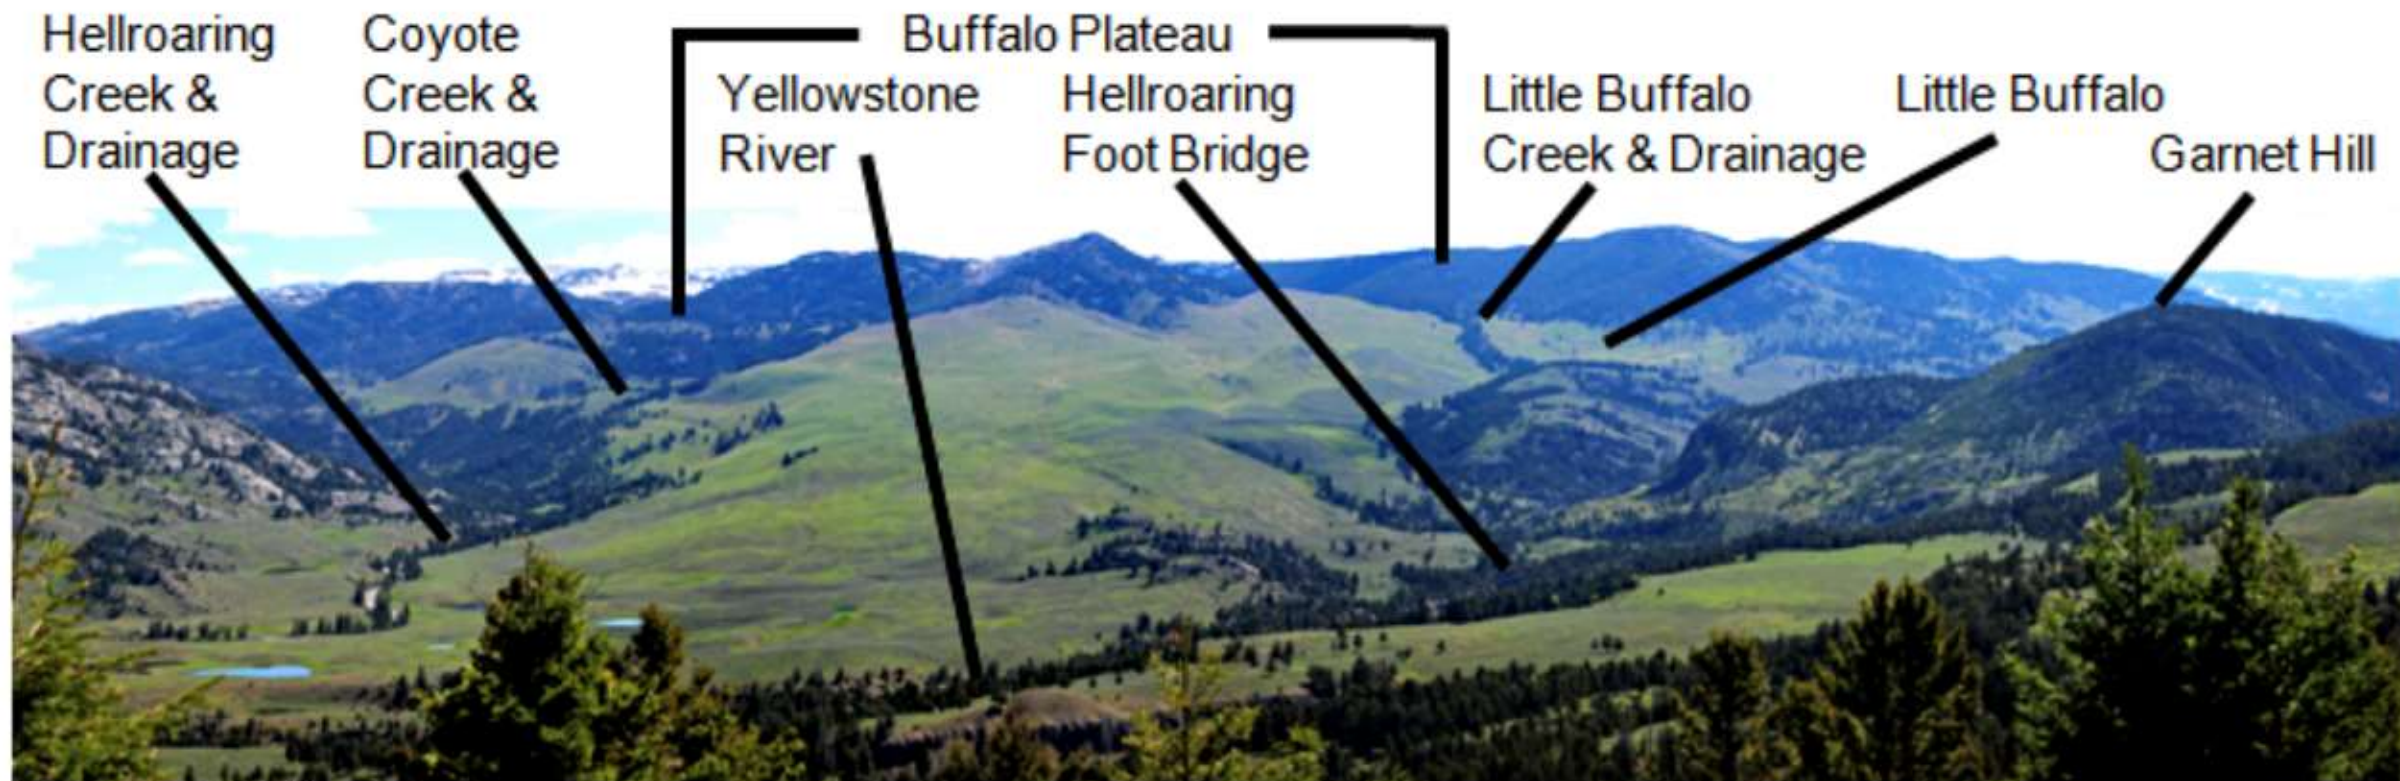 Hellroaring
Creek &
Drainage
Coyote
Creek &
Drainage
Buffalo Plateau
Yellowstone
River
Hellroaring
Foot Bridge
Little Buffalo
Creek & Drainage
Little Buffalo
Garnet Hill